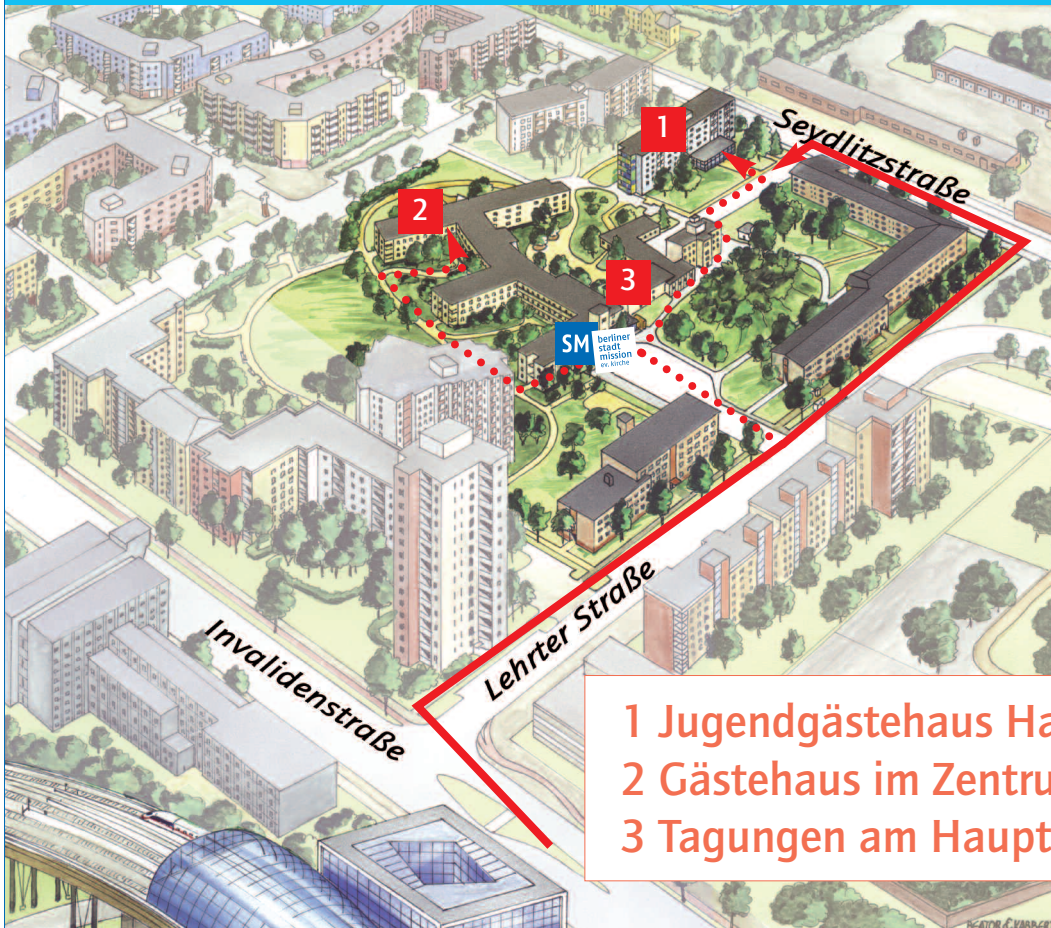 1
Seydlitzstraße
2
3
SM berliner
stadt
mission
ev. kirche
Lehrter Straße
Invalidenstraße
1 Jugendgästehaus Ha
2 Gästehaus im Zentru
3 Tagungen am Haupt